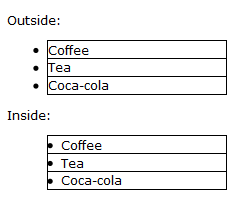 Outside:
• Coffee
• Tea
• Coca-cola
Inside:
• Coffee
• Tea
• Coca-cola